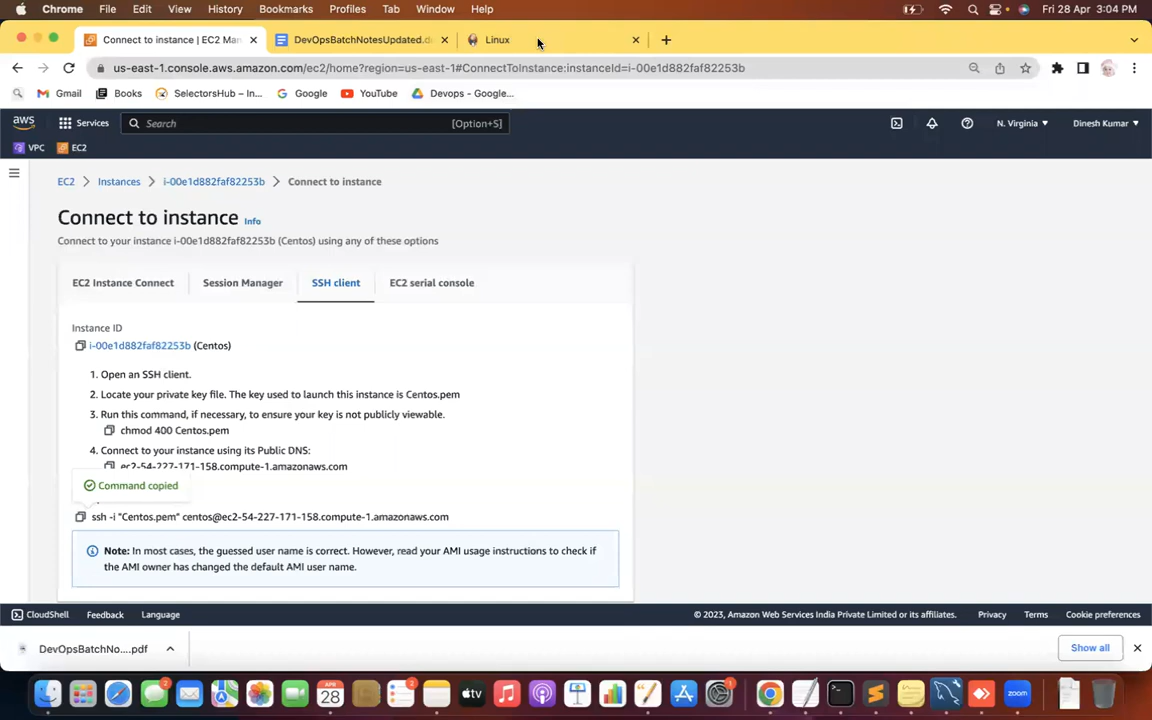 Chrome File Edit View History Bookmarks Profiles Tab Window Help Fri 28 Apr 3:04 PM
Connect to instance | EC2 Man DevOpsBatchNotesUpdated.d Linux
us-east-1.console.aws.amazon.com/ec2/home?region=us-east-1#ConnectToInstance:instanceId=i-00e1d882faf82253b
Gmail Books SelectorsHub – In... Google YouTube Devops - Google...
aws Services Search [Option+S] N. Virginia Dinesh Kumar
VPC EC2
EC2 Instances i-00e1d882faf82253b Connect to instance
Connect to instance Info
Connect to your instance i-00e1d882faf82253b (Centos) using any of these options
EC2 Instance Connect Session Manager SSH client EC2 serial console
Instance ID
i-00e1d882faf82253b (Centos)
1. Open an SSH client.
2. Locate your private key file. The key used to launch this instance is Centos.pem
3. Run this command, if necessary, to ensure your key is not publicly viewable.
chmod 400 Centos.pem
4. Connect to your instance using its Public DNS:
ec2-54-227-171-158.compute-1.amazonaws.com
Command copied
ssh -i "Centos.pem" centos@ec2-54-227-171-158.compute-1.amazonaws.com
Note: In most cases, the guessed user name is correct. However, read your AMI usage instructions to check if
the AMI owner has changed the default AMI user name.
CloudShell Feedback Language © 2023, Amazon Web Services India Private Limited or its affiliates. Privacy Terms Cookie preferences
DevOpsBatchNo....pdf Show all
2 APR 28 2 tv 1 zoom